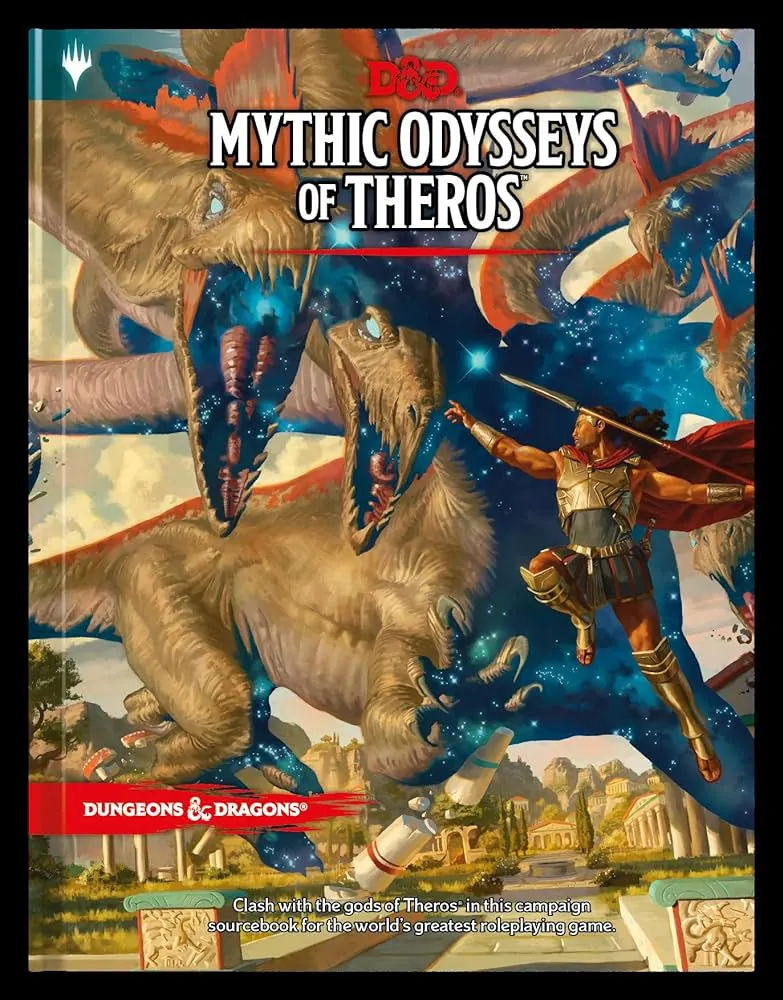 D&D®
MYTHIC ODYSSEYS
OF THEROS™
DUNGEONS & DRAGONS®
Clash with the gods of Theros® in this campaign
sourcebook for the world's greatest roleplaying game.